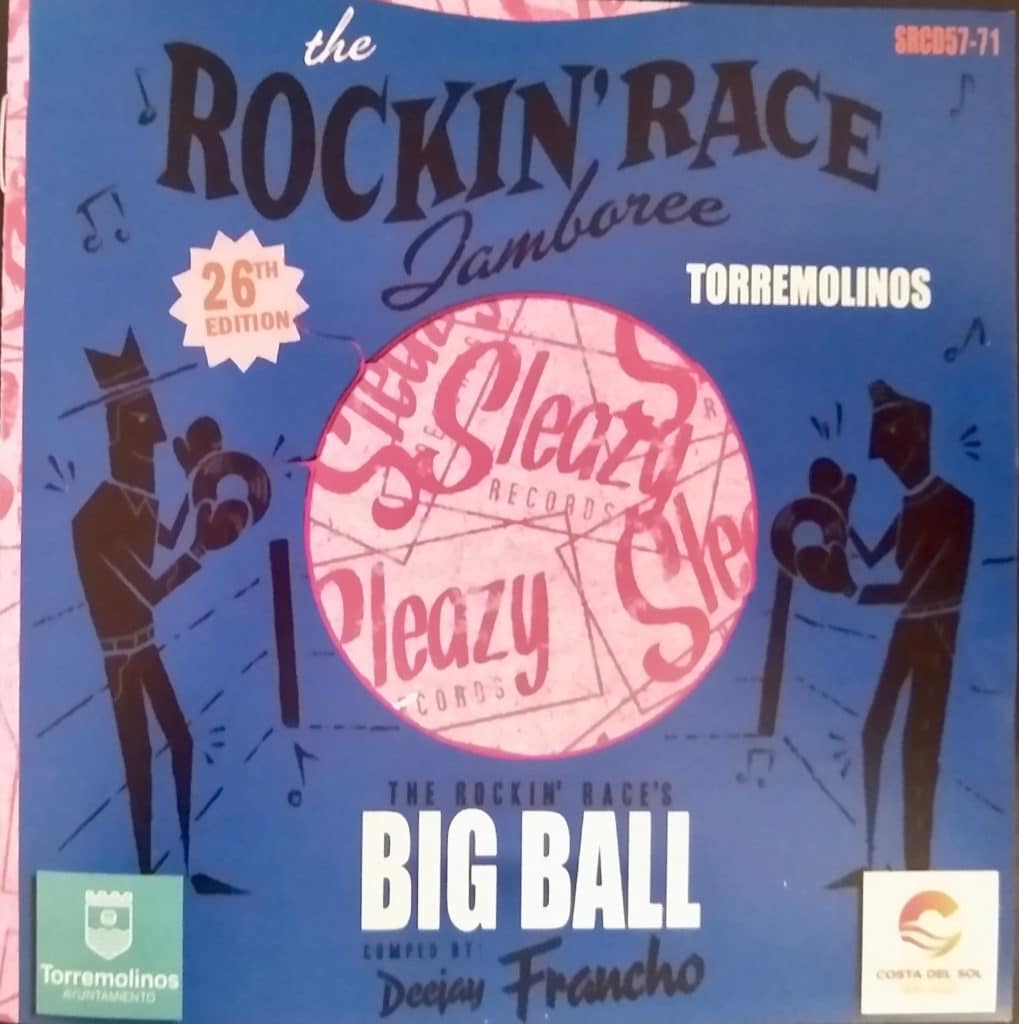 the
SRCD57-71
ROCKIN' RACE
Jamboree
26TH
EDITION
TORREMOLINOS
Sleazy
RECORDS
Sleazy
RECORDS
THE ROCKIN' RACE'S
BIG BALL
COMPED BY:
Deejay Francho
Torremolinos
AYUNTAMIENTO
COSTA DEL SOL